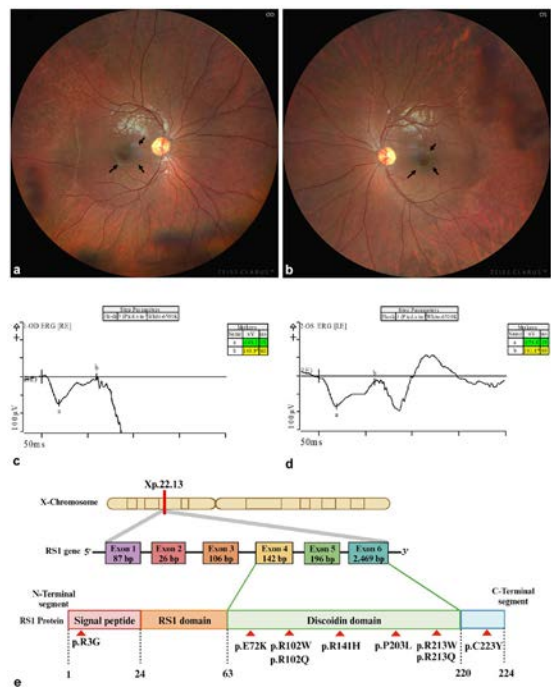 OD
OS
a
b
OD ERG [RE]
a
b
b
a
100µV
50ms
2 OS ERG [LE]
a
b
b
a
100µV
50ms
c
d
Xp.22.13
X-Chromosome
RS1 gene
5'
Exon 1
87 bp
Exon 2
26 bp
Exon 3
106 bp
Exon 4
142 bp
Exon 5
196 bp
Exon 6
2,469 bp
3'
N-Terminal
segment
C-Terminal
segment
RS1 Protein
Signal peptide
RS1 domain
Discoidin domain
p.R3G
p.E72K
p.R102W
p.R102Q
p.R141H
p.P203L
p.R213W
p.R213Q
p.C223Y
1
24
63
220
224
e